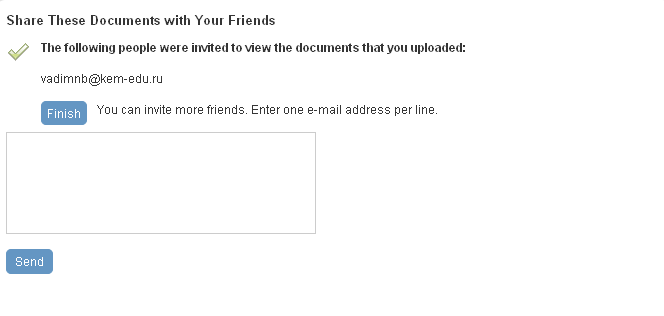 Share These Documents with Your Friends
The following people were invited to view the documents that you uploaded:
vadimnb@kem-edu.ru
Finish You can invite more friends. Enter one e-mail address per line.
Send